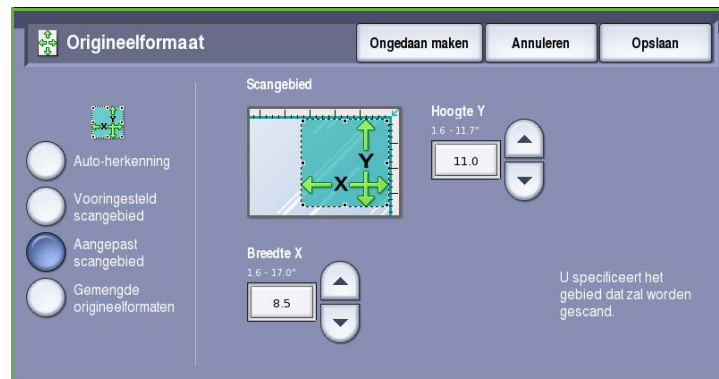 Origineelformaat
Ongedaan maken
Annuleren
Opslaan
Auto-herkenning
Vooringesteld
scangebied
Aangepast
scangebied
Gemengde
origineelformaten
Scangebied
Y
X
Hoogte Y
1.6 - 11.7"
11.0
Breedte X
1.6 - 17.0"
8.5
U specificeert het
gebied dat zal worden
gescand.